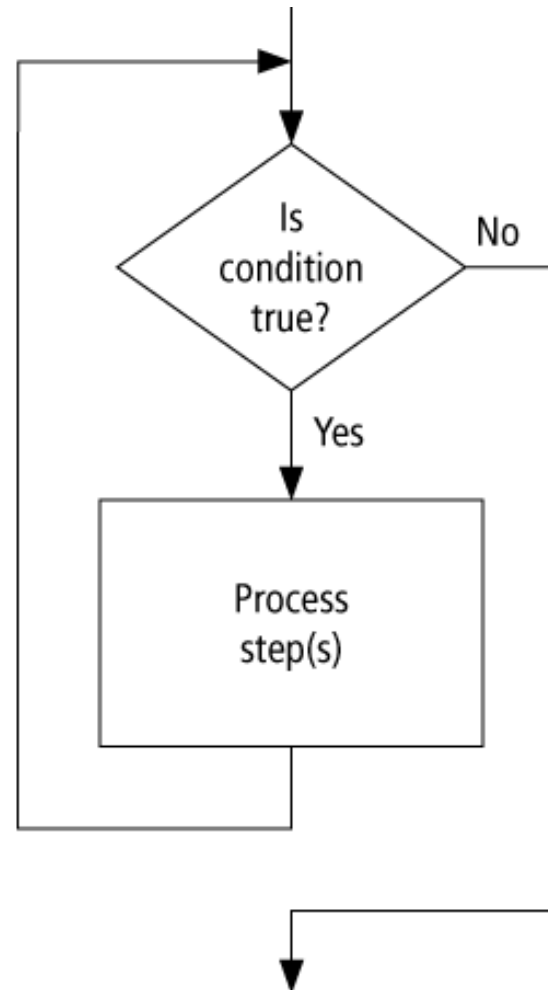 Is
condition
true?
No
Yes
Process
step(s)